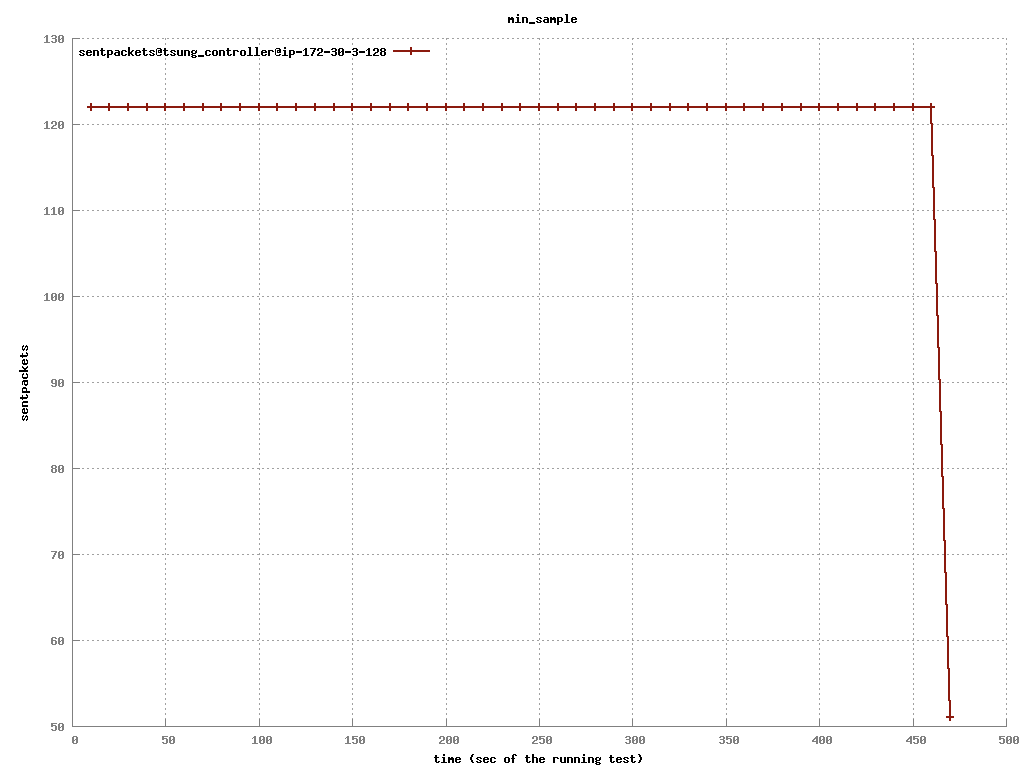 min_sample
sentpackets@tsung_controller@ip-172-30-3-128
130
120
110
100
90
80
70
60
50
sentpackets
0 50 100 150 200 250 300 350 400 450 500
time (sec of the running test)